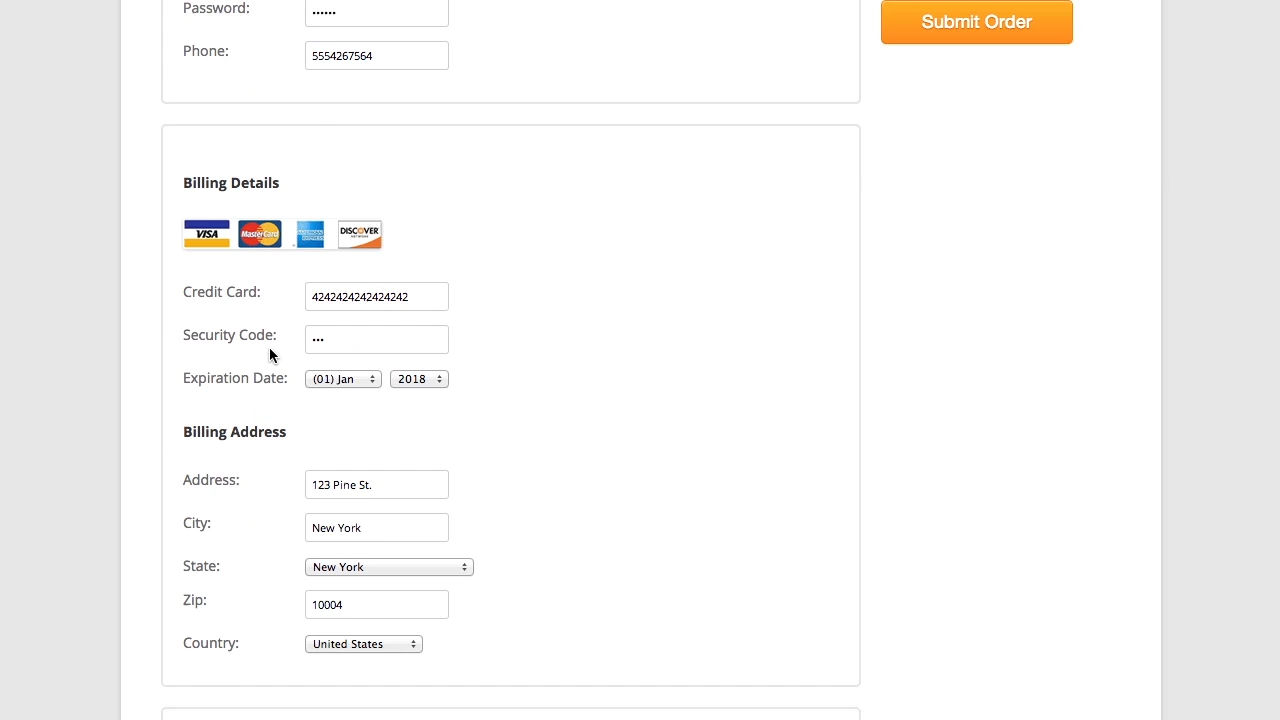 Password: ••••••
Submit Order
Phone: 5554267564
Billing Details
VISA MasterCard DISCOVER
Credit Card: 4242424242424242
Security Code: •••
Expiration Date: (01) Jan 2018
Billing Address
Address: 123 Pine St.
City: New York
State: New York
Zip: 10004
Country: United States